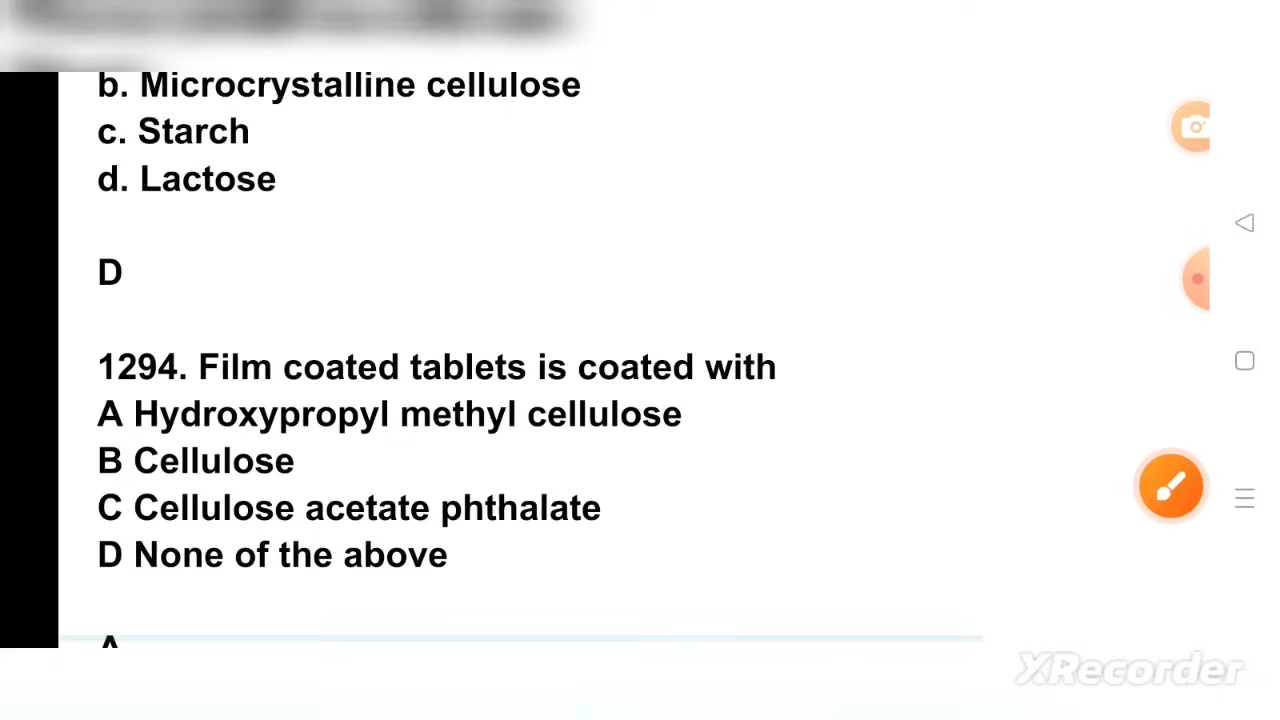 b. Microcrystalline cellulose
c. Starch
d. Lactose
D
1294. Film coated tablets is coated with
A Hydroxypropyl methyl cellulose
B Cellulose
C Cellulose acetate phthalate
D None of the above
A
XRecorder